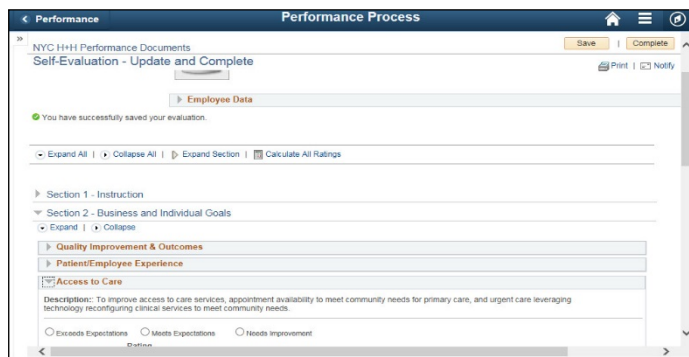 Performance
Performance Process
NYC H+H Performance Documents
Save | Complete
Self-Evaluation - Update and Complete
Print | Notify
Employee Data
You have successfully saved your evaluation.
Expand All | Collapse All | Expand Section | Calculate All Ratings
Section 1 - Instruction
Section 2 - Business and Individual Goals
Expand | Collapse
Quality Improvement & Outcomes
Patient/Employee Experience
Access to Care
Description:: To improve access to care services, appointment availability to meet community needs for primary care, and urgent care leveraging
technology reconfiguring clinical services to meet community needs.
Exceeds Expectations Meets Expectations Needs Improvement
Rating